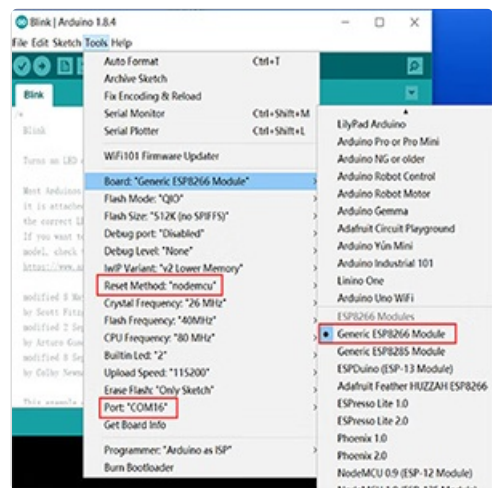 Blink | Arduino 1.8.4
File Edit Sketch Tools Help
Blink
Auto Format Ctrl+T
Archive Sketch
Fix Encoding & Reload
Serial Monitor Ctrl+Shift+M
Serial Plotter Ctrl+Shift+L
WiFi101 Firmware Updater
Board: "Generic ESP8266 Module"
Flash Mode: "QIO"
Flash Size: "512K (no SPIFFS)"
Debug port: "Disabled"
Debug Level: "None"
IwIP Variant: "v2 Lower Memory"
Reset Method: "nodemcu"
Crystal Frequency: "26 MHz"
Flash Frequency: "40MHz"
CPU Frequency: "80 MHz"
Builtin Led: "2"
Upload Speed: "115200"
Erase Flash: "Only Sketch"
Port: "COM16"
Get Board Info
Programmer: "Arduino as ISP"
Burn Bootloader
LilyPad Arduino
Arduino Pro or Pro Mini
Arduino NG or older
Arduino Robot Control
Arduino Robot Motor
Arduino Gemma
Adafruit Circuit Playground
Arduino Yún Mini
Arduino Industrial 101
Linino One
Arduino Uno WiFi
ESP8266 Modules
Generic ESP8266 Module
Generic ESP8285 Module
ESPDuino (ESP-13 Module)
Adafruit Feather HUZZAH ESP8266
ESPresso Lite 1.0
ESPresso Lite 2.0
Phoenix 1.0
Phoenix 2.0
NodeMCU 0.9 (ESP-12 Module)
Blink
Turns an LED
Most Arduinos
it is attache
the correct L
If you want t
model, check
modified 8 May
by Scott Fitz
modified 2 Sep
by Arturo Gua
modified 8 Sep
by Colby Newm
This example